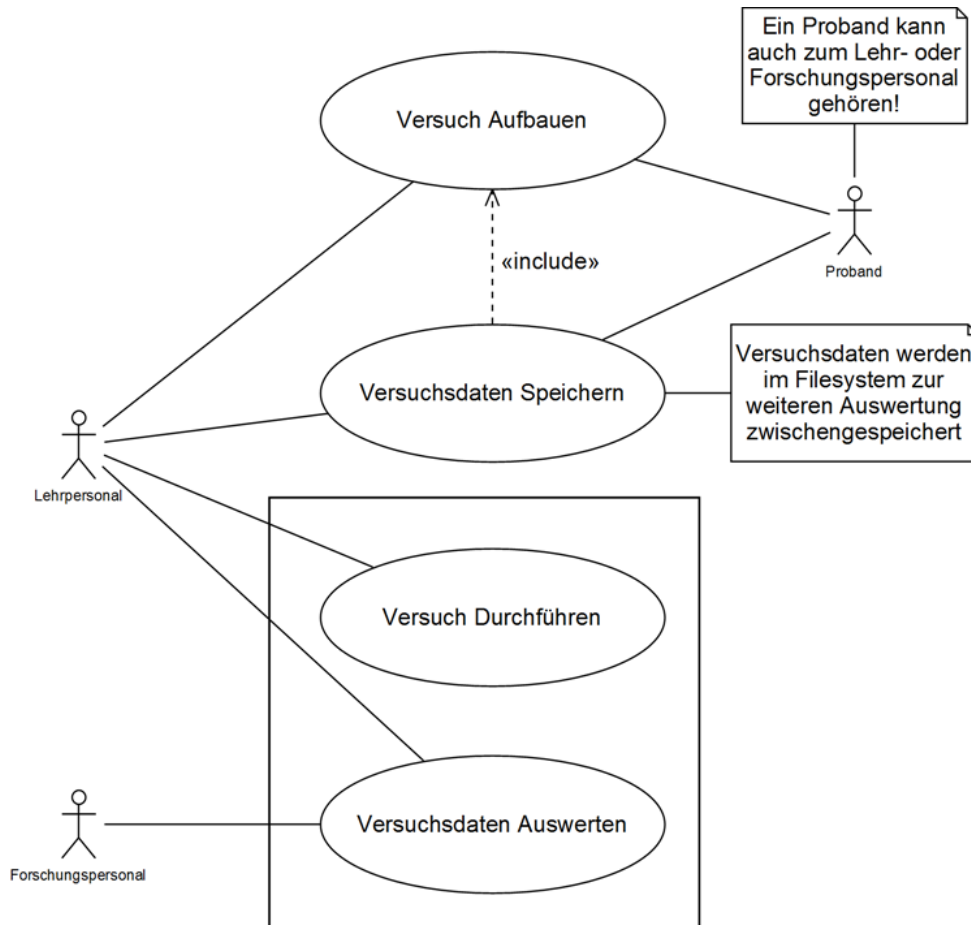 Ein Proband kann
auch zum Lehr- oder
Forschungspersonal
gehören!
Versuch Aufbauen
Proband
«include»
Versuchsdaten Speichern
Versuchsdaten werden
im Filesystem zur
weiteren Auswertung
zwischengespeichert
Lehrpersonal
Versuch Durchführen
Versuchsdaten Auswerten
Forschungspersonal